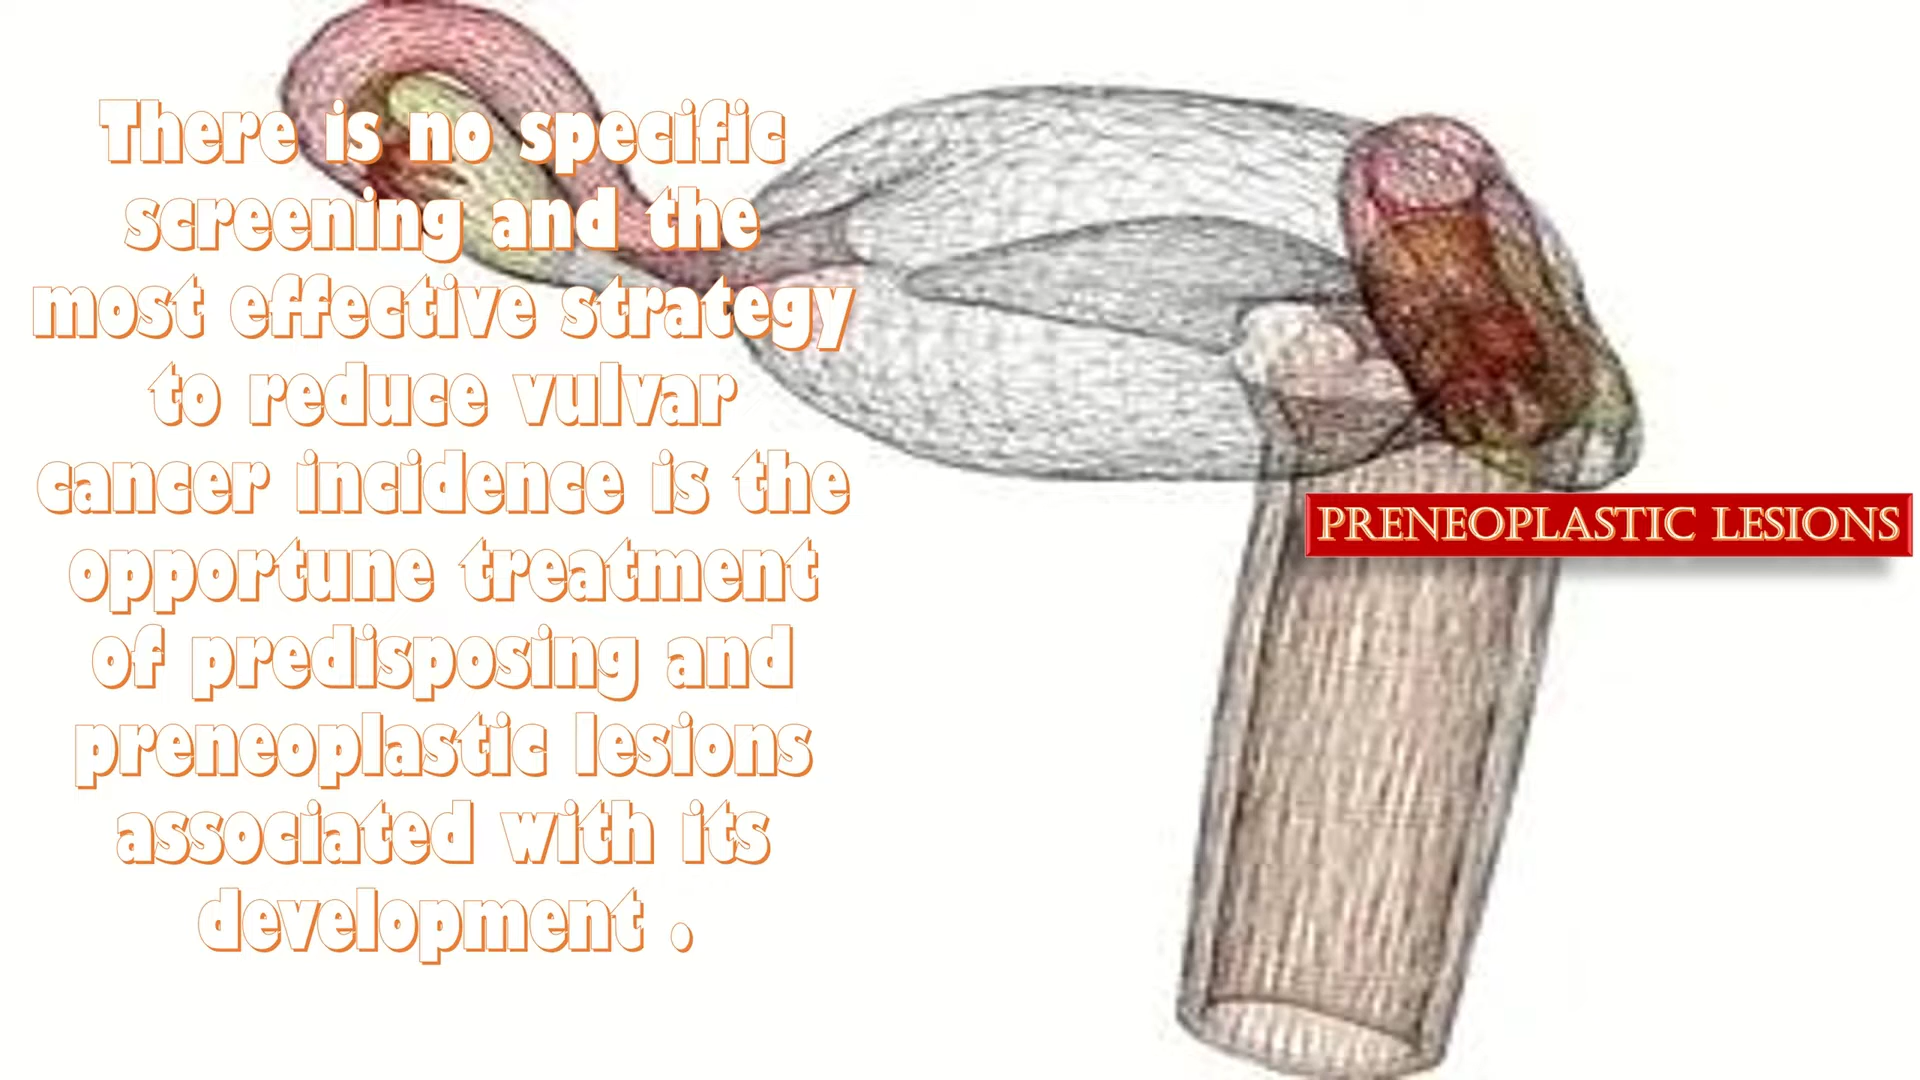 There is no specific
screening and the
most effective strategy
to reduce vulvar
cancer incidence is the
opportune treatment
of predisposing and
preneoplastic lesions
associated with its
development .
PRENEOPLASTIC LESIONS